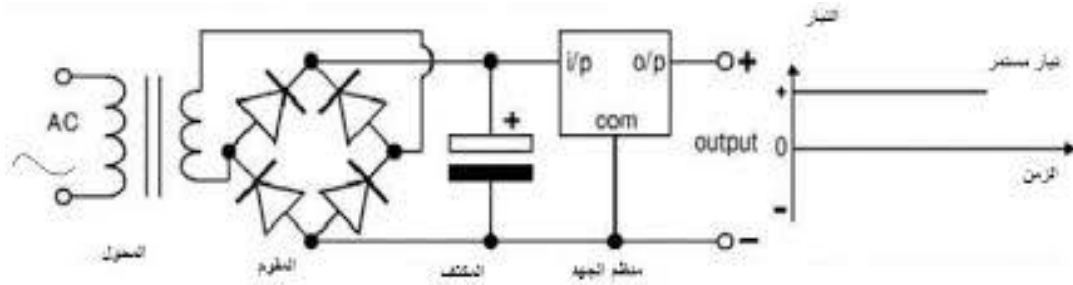 التيار
تيار مستمر
i/p o/p
+
+
AC
+
com
output
0
الزمن
-
-
المحول
المقوم
المكثف
منظم الجهد